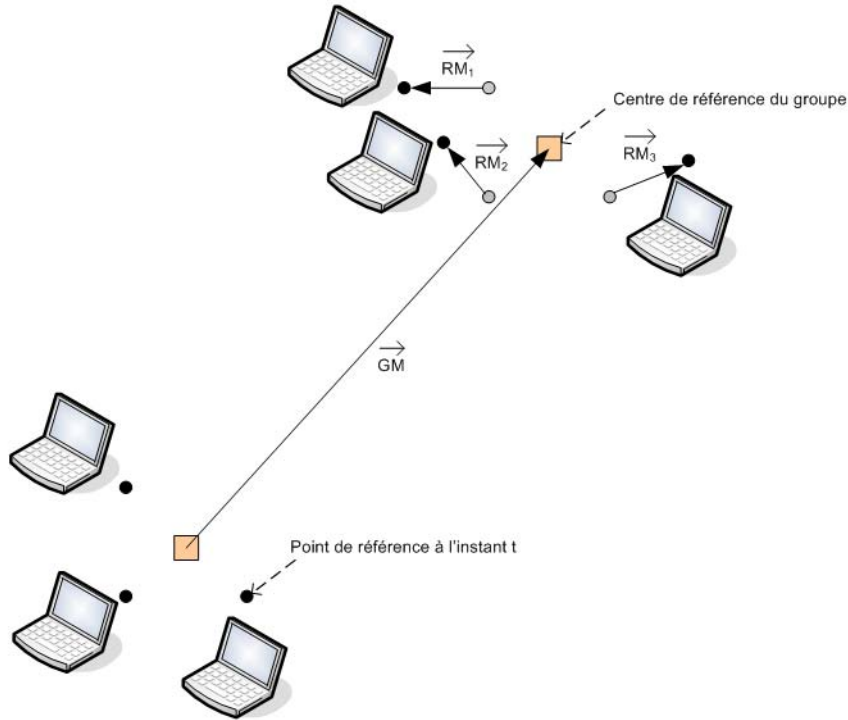 RM₁
Centre de référence du groupe
RM₂
RM₃
GM
Point de référence à l'instant t